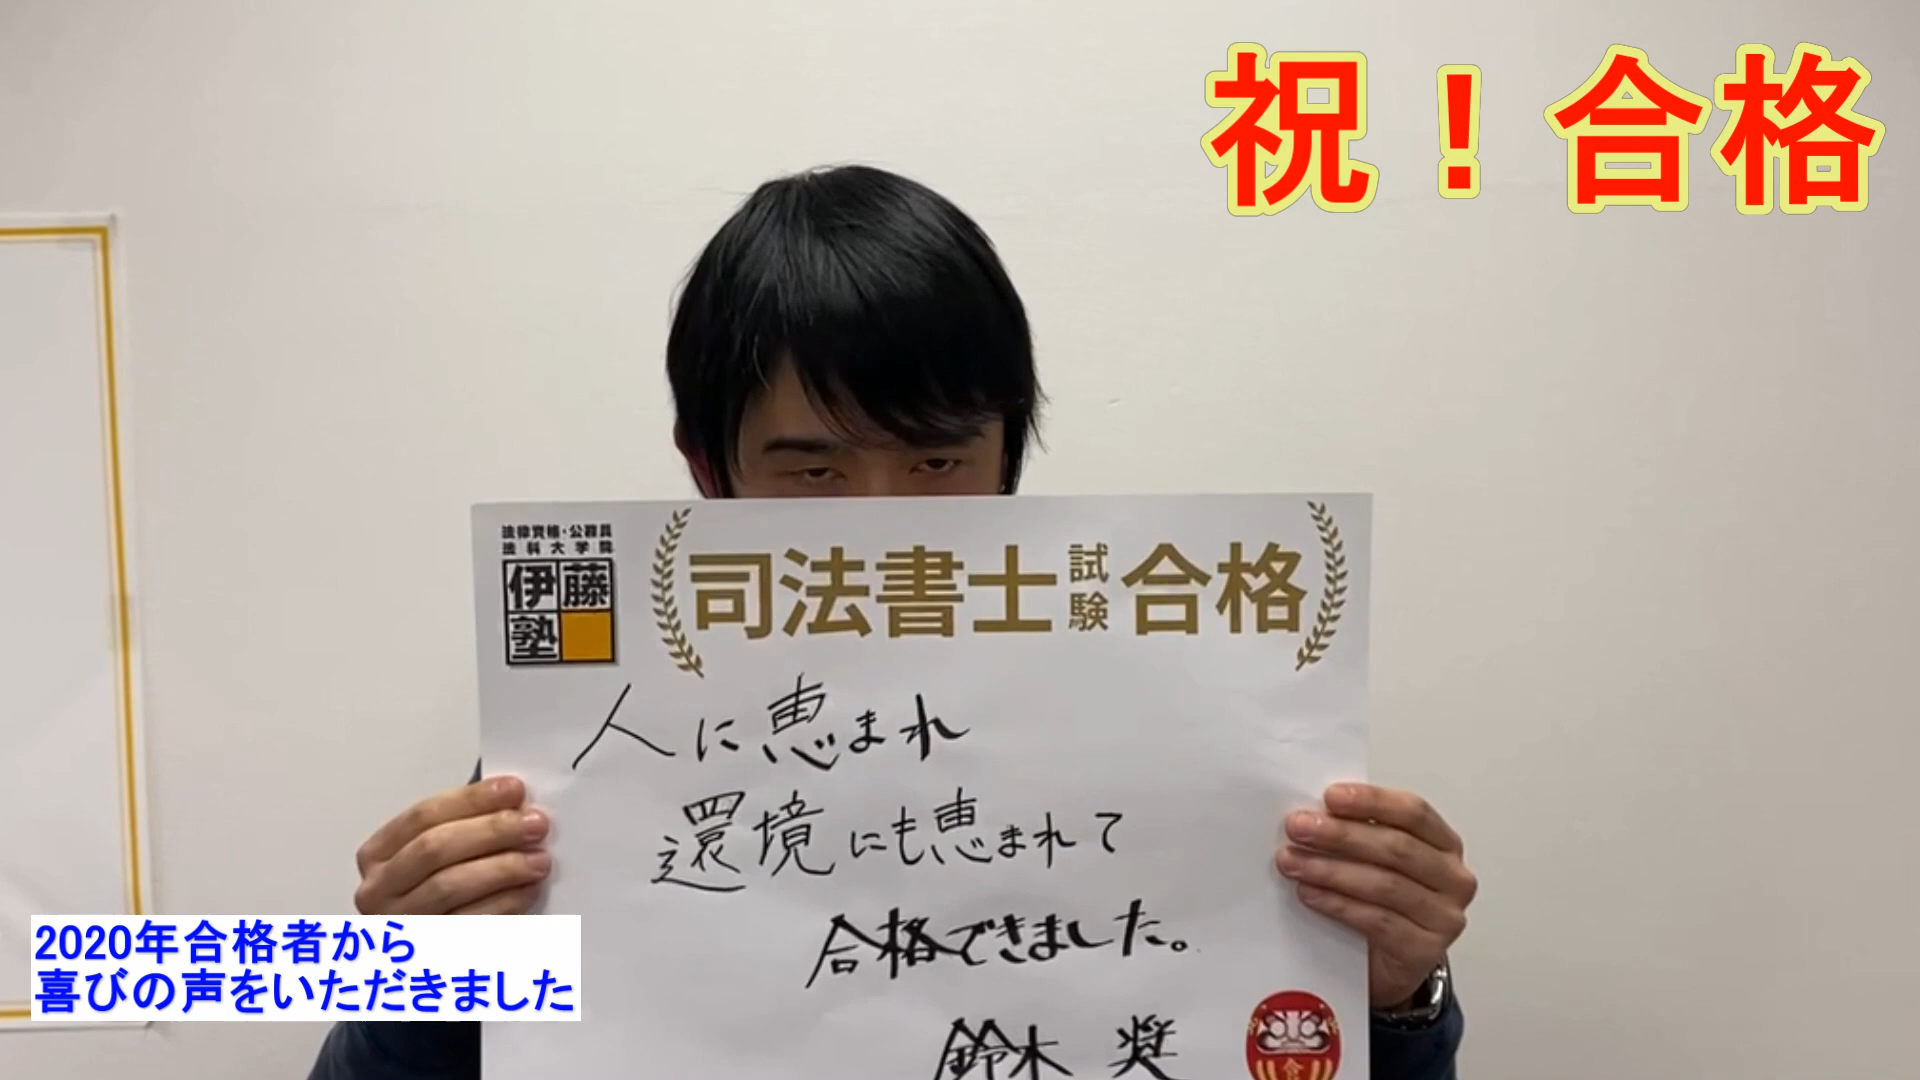 祝！合格
法律資格・公務員
法科大学院
伊藤
塾
司法書士試験合格
人に恵まれ
環境にも恵まれて
合格できました。
鈴木 奨
2020年合格者から
喜びの声をいただきました